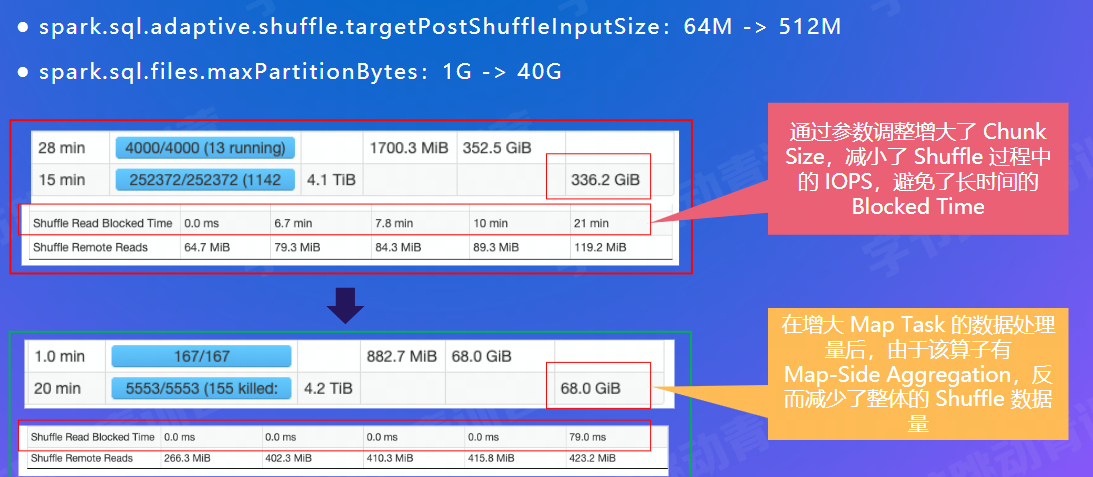 ● spark.sql.adaptive.shuffle.targetPostShuffleInputSize：64M -> 512M
● spark.sql.files.maxPartitionBytes：1G -> 40G
28 min 4000/4000 (13 running) 1700.3 MiB 352.5 GiB
15 min 252372/252372 (1142 4.1 TiB 336.2 GiB
Shuffle Read Blocked Time 0.0 ms 6.7 min 7.8 min 10 min 21 min
Shuffle Remote Reads 64.7 MiB 79.3 MiB 84.3 MiB 89.3 MiB 119.2 MiB
通过参数调整增大了 Chunk
Size，减小了 Shuffle 过程中
的 IOPS，避免了长时间的
Blocked Time
1.0 min 167/167 882.7 MiB 68.0 GiB
20 min 5553/5553 (155 killed: 4.2 TiB 68.0 GiB
Shuffle Read Blocked Time 0.0 ms 0.0 ms 0.0 ms 0.0 ms 79.0 ms
Shuffle Remote Reads 266.3 MiB 402.3 MiB 410.3 MiB 415.8 MiB 423.2 MiB
在增大 Map Task 的数据处理
量后，由于该算子有
Map-Side Aggregation，反
而减少了整体的 Shuffle 数据
量